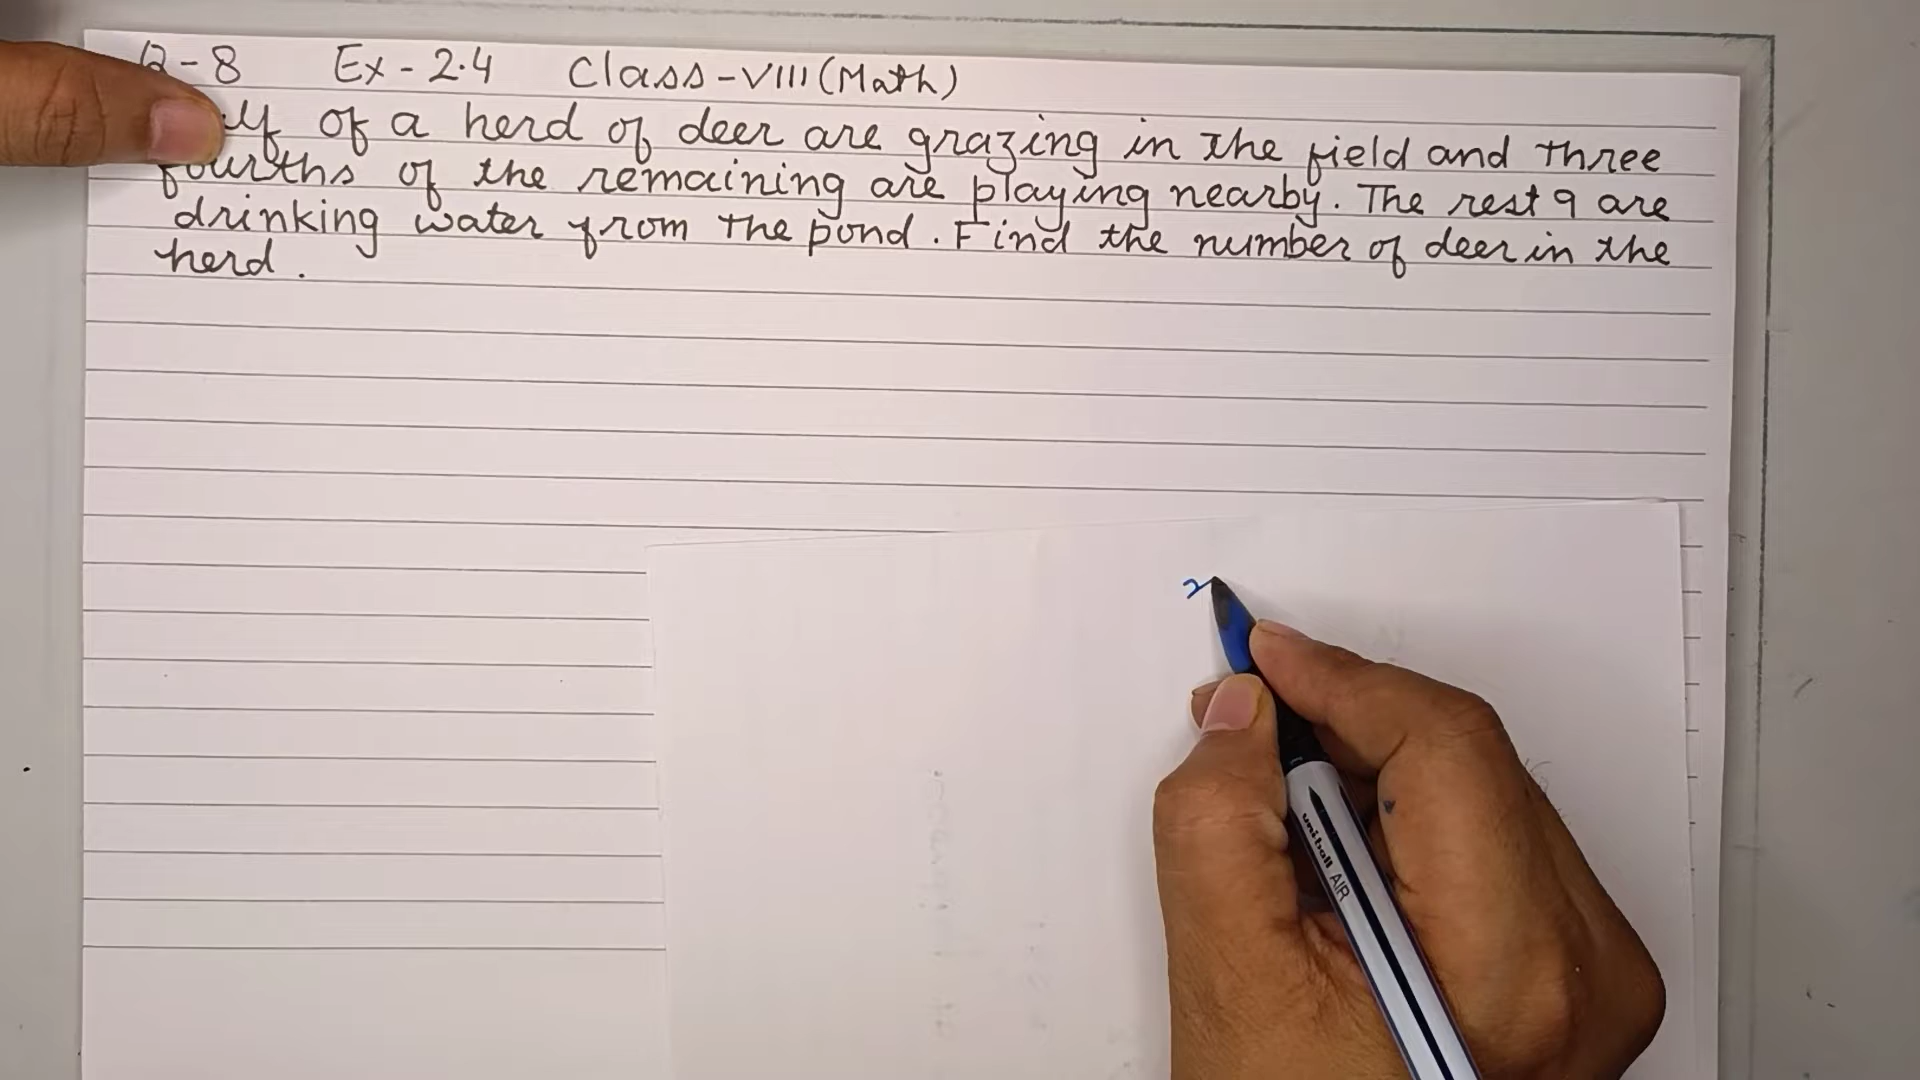 Q-8 Ex-2.4 Class-VIII (Math)
of a herd of deer are grazing in the field and three
fourths of the remaining are playing nearby. The rest 9 are
drinking water from the pond. Find the number of deer in the
herd.
uniball AIR